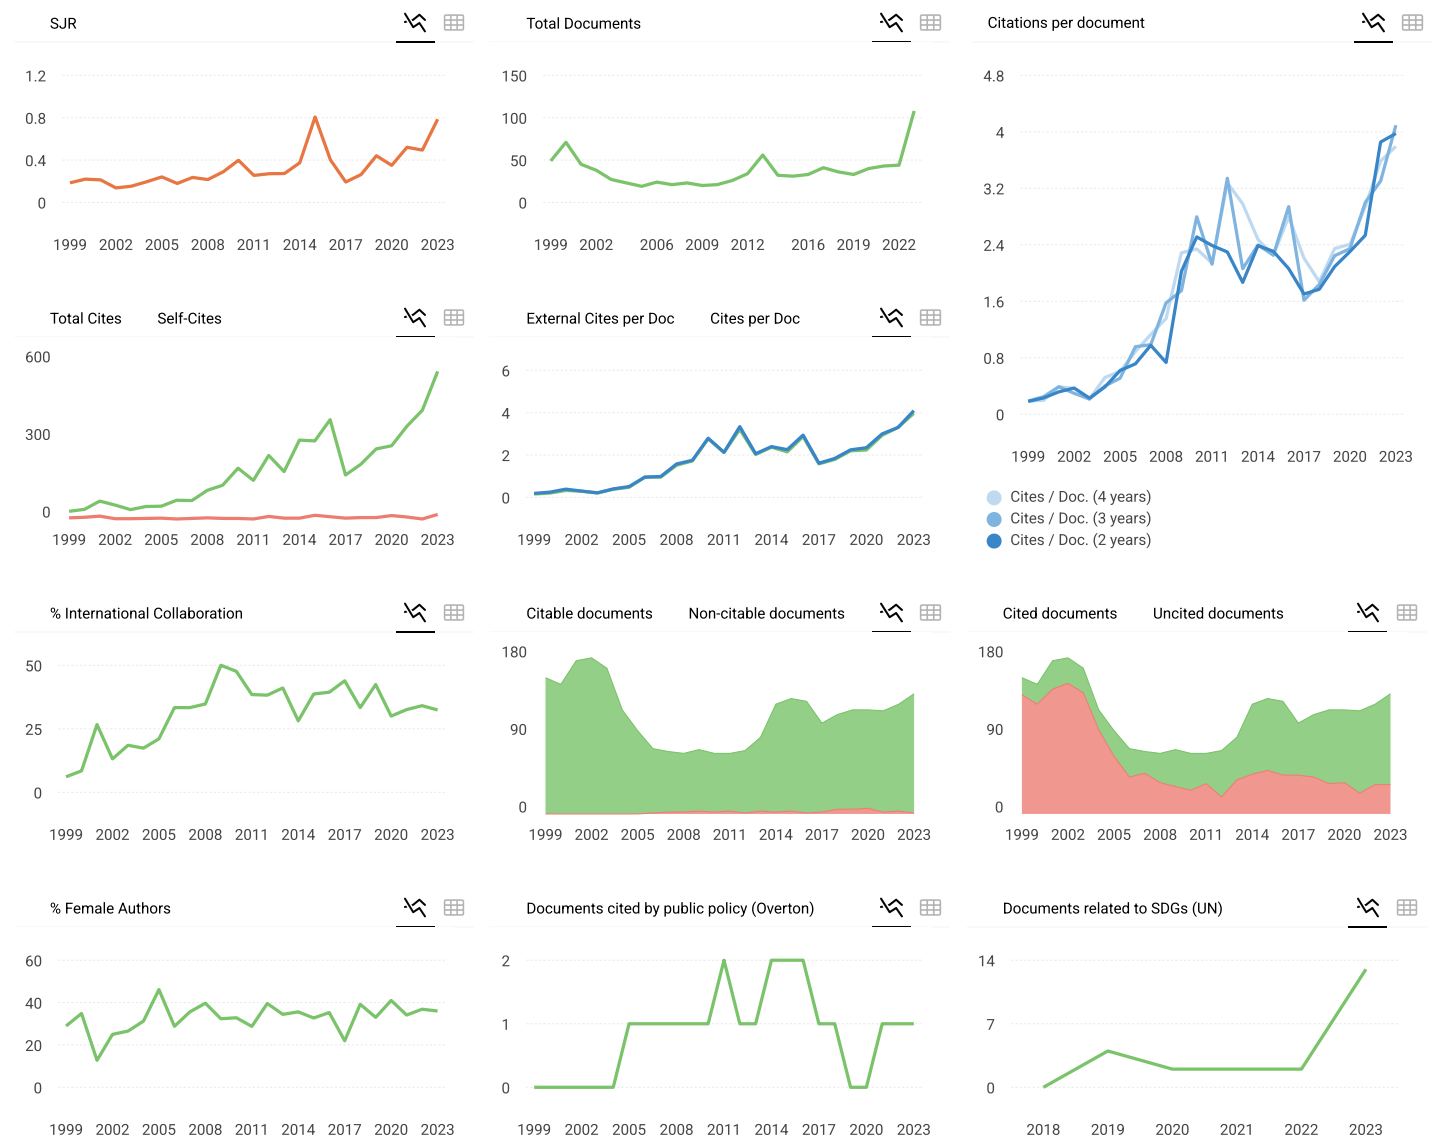 SJR
1.2
0.8
0.4
0
1999 2002 2005 2008 2011 2014 2017 2020 2023
Total Documents
150
100
50
0
1999 2002 2006 2009 2012 2016 2019 2022
Citations per document
4.8
4
3.2
2.4
1.6
0.8
0
1999 2002 2005 2008 2011 2014 2017 2020 2023
Cites / Doc. (4 years)
Cites / Doc. (3 years)
Cites / Doc. (2 years)
Total Cites Self-Cites
600
300
0
1999 2002 2005 2008 2011 2014 2017 2020 2023
External Cites per Doc Cites per Doc
6
4
2
0
1999 2002 2005 2008 2011 2014 2017 2020 2023
% International Collaboration
50
25
0
1999 2002 2005 2008 2011 2014 2017 2020 2023
Citable documents Non-citable documents
180
90
0
1999 2002 2005 2008 2011 2014 2017 2020 2023
Cited documents Uncited documents
180
90
0
1999 2002 2005 2008 2011 2014 2017 2020 2023
% Female Authors
60
40
20
0
1999 2002 2005 2008 2011 2014 2017 2020 2023
Documents cited by public policy (Overton)
2
1
0
1999 2002 2005 2008 2011 2014 2017 2020 2023
Documents related to SDGs (UN)
14
7
0
2018 2019 2020 2021 2022 2023